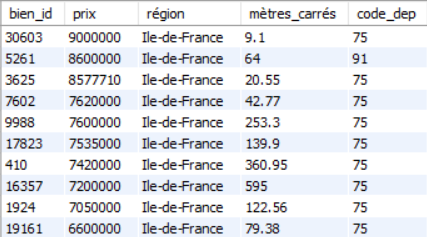 bien_id prix région mètres_carrés code_dep
30603 9000000 Ile-de-France 9.1 75
5261 8600000 Ile-de-France 64 91
3625 8577710 Ile-de-France 20.55 75
7602 7620000 Ile-de-France 42.77 75
9988 7600000 Ile-de-France 253.3 75
17823 7535000 Ile-de-France 139.9 75
410 7420000 Ile-de-France 360.95 75
16357 7200000 Ile-de-France 595 75
1924 7050000 Ile-de-France 122.56 75
19161 6600000 Ile-de-France 79.38 75